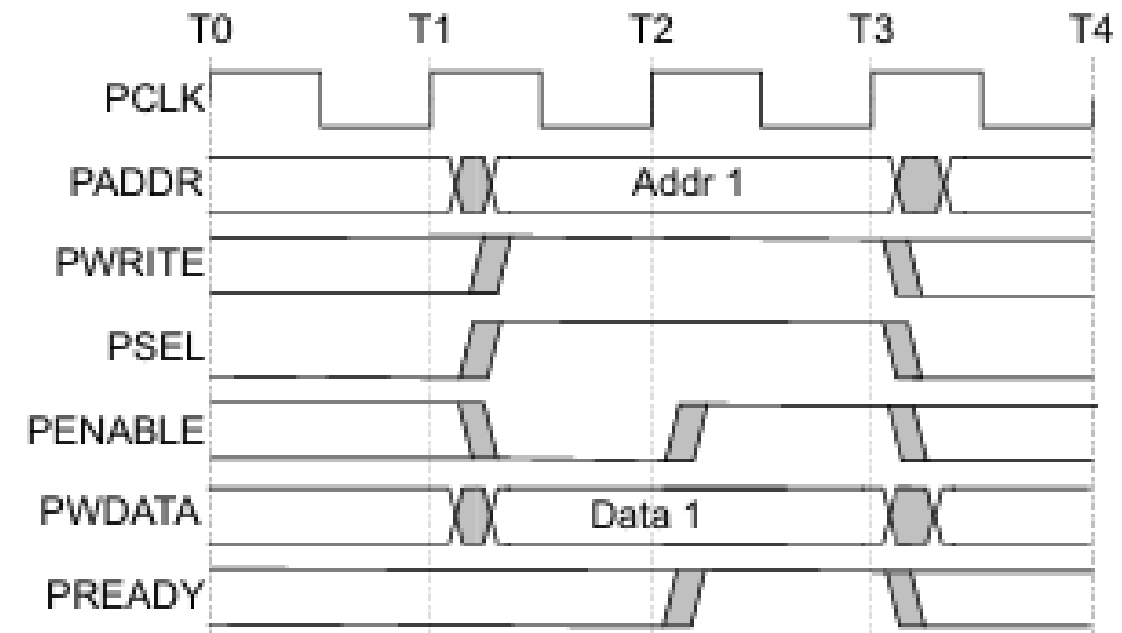 T0 T1 T2 T3 T4
PCLK
PADDR Addr 1
PWRITE
PSEL
PENABLE
PWDATA Data 1
PREADY